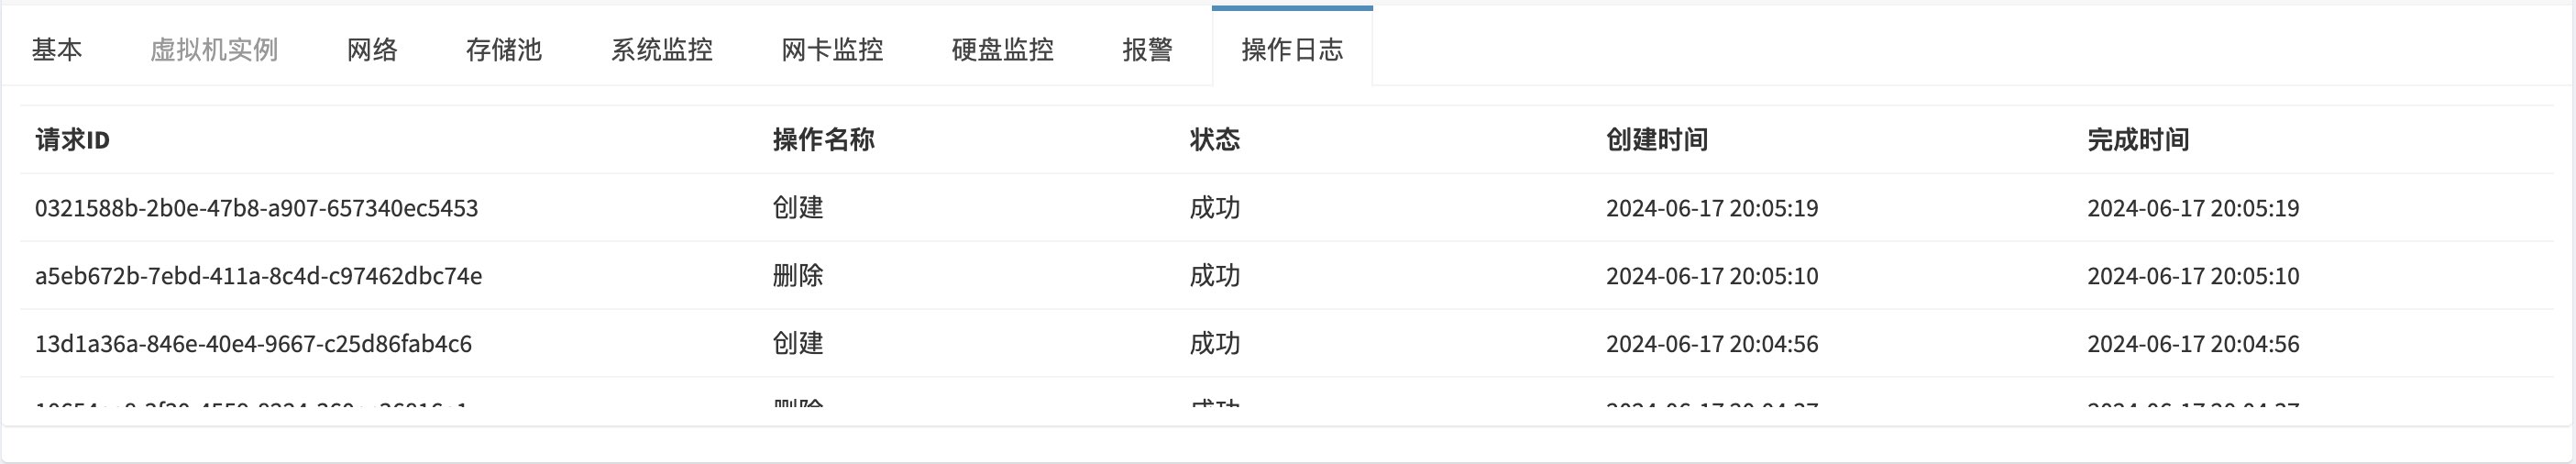 基本 虚拟机实例 网络 存储池 系统监控 网卡监控 硬盘监控 报警 操作日志
请求ID 操作名称 状态 创建时间 完成时间
0321588b-2b0e-47b8-a907-657340ec5453 创建 成功 2024-06-17 20:05:19 2024-06-17 20:05:19
a5eb672b-7ebd-411a-8c4d-c97462dbc74e 删除 成功 2024-06-17 20:05:10 2024-06-17 20:05:10
13d1a36a-846e-40e4-9667-c25d86fab4c6 创建 成功 2024-06-17 20:04:56 2024-06-17 20:04:56
删除 成功